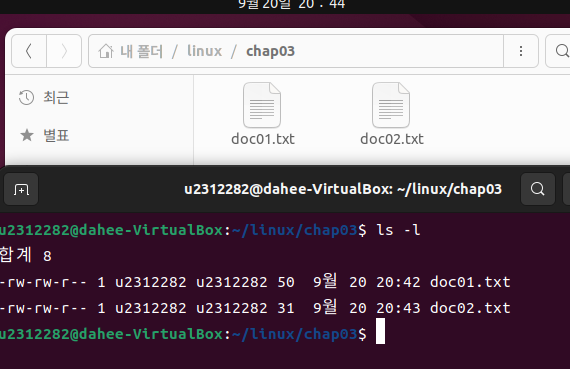 9월 20일 20 : 44
내 폴더 / linux / chap03
최근
별표
doc01.txt
doc02.txt
u2312282@dahee-VirtualBox: ~/linux/chap03
u2312282@dahee-VirtualBox:~/linux/chap03$ ls -l
합계 8
-rw-rw-r-- 1 u2312282 u2312282 50  9월 20 20:42 doc01.txt
-rw-rw-r-- 1 u2312282 u2312282 31  9월 20 20:43 doc02.txt
u2312282@dahee-VirtualBox:~/linux/chap03$